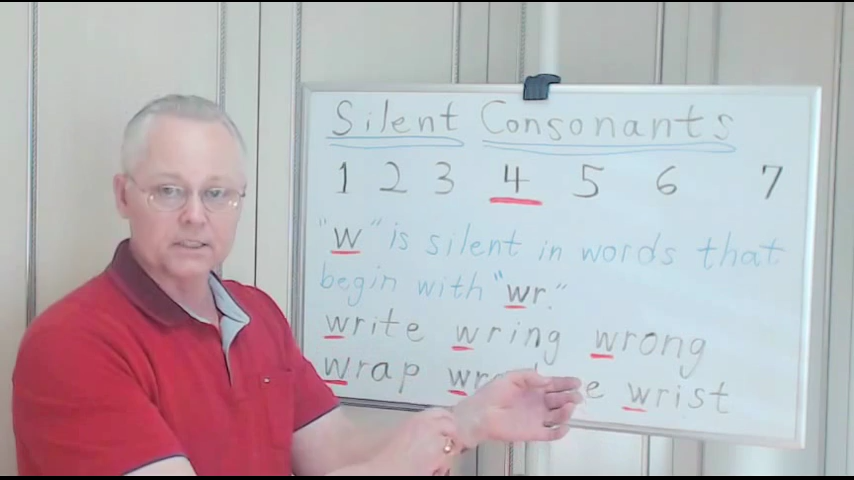 Silent Consonants
1 2 3 4 5 6 7
"w" is silent in words that
begin with "wr."
write wring wrong
wrap wrist